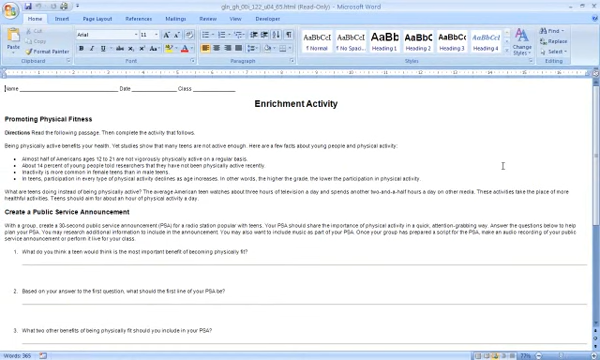 gln_gh_05i_122_u04_05.html (Read-Only) - Microsoft Word
Home Insert Page Layout References Mailings Review View Developer
Paste Cut Copy Format Painter
Arial 11
AaBbCcI AaBbCcI AaBbC AaBbCcI AaBbCcI AaBbCcI
¶ Normal ¶ No Spaci... Heading 1 Heading 2 Heading 3 Heading 4
Change Styles
Find Replace Select
Clipboard Font Paragraph Styles Editing
Name Date Class
Enrichment Activity
Promoting Physical Fitness
Directions Read the following passage. Then complete the activity that follows.
Being physically active benefits your health. Yet studies show that many teens are not active enough. Here are a few facts about young people and physical activity:
• Almost half of Americans ages 12 to 21 are not vigorously physically active on a regular basis.
• About 14 percent of young people told researchers that they have not been physically active recently.
• Inactivity is more common in female teens than in male teens.
• In teens, participation in every type of physical activity declines as age increases. In other words, the higher the grade, the lower the participation in physical activity.
What are teens doing instead of being physically active? The average American teen watches about three hours of television a day and spends another two-and-a-half hours a day on other media. These activities take the place of more
healthful activities. Teens should aim for about an hour of physical activity a day.
Create a Public Service Announcement
With a group, create a 30-second public service announcement (PSA) for a radio station popular with teens. Your PSA should share the importance of physical activity in a quick, attention-grabbing way. Answer the questions below to help
plan your PSA. You may research additional information to include in the announcement. You may also want to include music as part of your PSA. Once your group has prepared a script for the PSA, make an audio recording of your public
service announcement or perform it live for your class.
1. What do you think a teen would think is the most important benefit of becoming physically fit?
2. Based on your answer to the first question, what should the first line of your PSA be?
3. What two other benefits of being physically fit should you include in your PSA?
Words: 365 77%